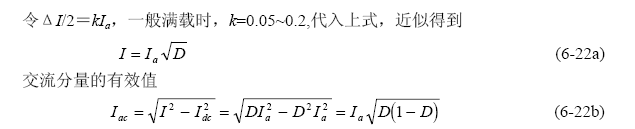 令ΔI/2=kIₐ，一般满载时，k=0.05~0.2,代入上式，近似得到
I = Iₐ√D (6-22a)
交流分量的有效值
I_ac = √(I² − I²_dc) = √(DIₐ² − D²Iₐ²) = Iₐ√(D(1−D)) (6-22b)